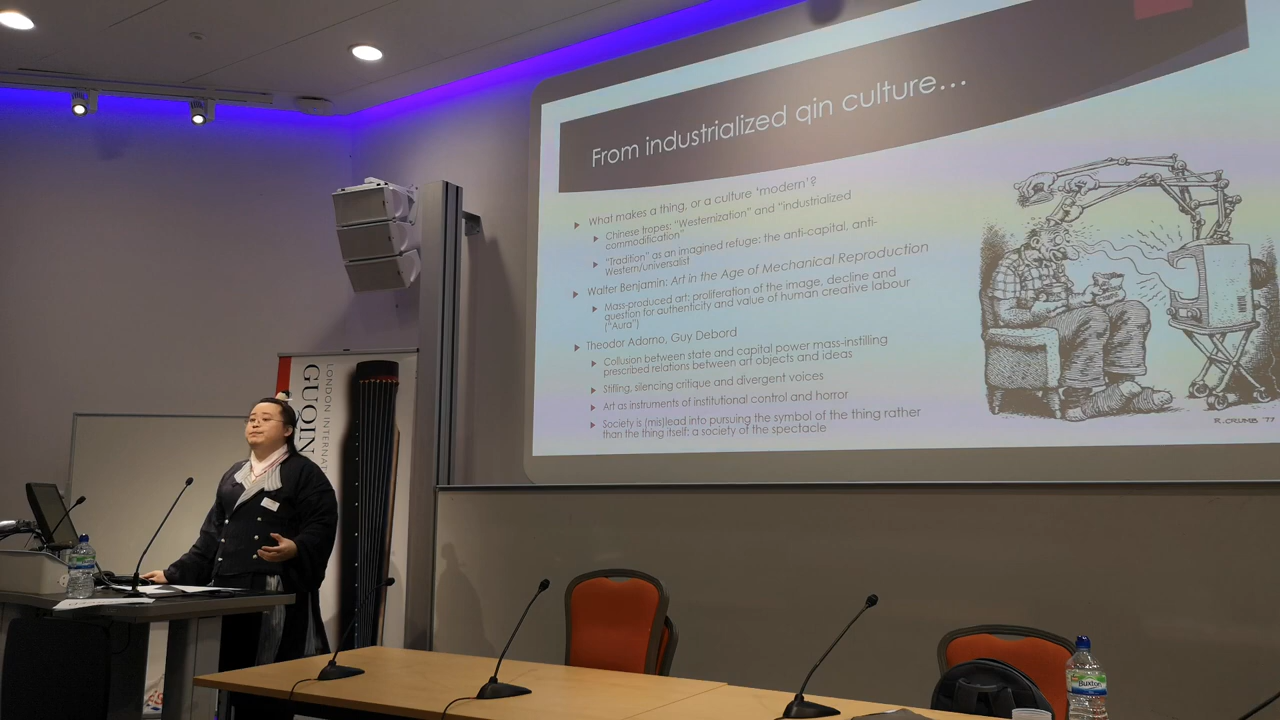 From industrialized qin culture...
What makes a thing, or a culture 'modern'?
Chinese tropes: "Westernization" and "industrialized
commodification"
"Tradition" as an imagined refuge: the anti-capital, anti-
Western/universalist
Walter Benjamin: Art in the Age of Mechanical Reproduction
Mass-produced art: proliferation of the image, decline and
question for authenticity and value of human creative labour
("Aura")
Theodor Adorno, Guy Debord
Collusion between state and capital power mass-instilling
prescribed relations between art objects and ideas
Stifling, silencing critique and divergent voices
Art as instruments of institutional control and horror
Society is (mis)lead into pursuing the symbol of the thing rather
than the thing itself: a society of the spectacle
R. CRUMB '77
LONDON INTERNAT
GUQIN
Buxton